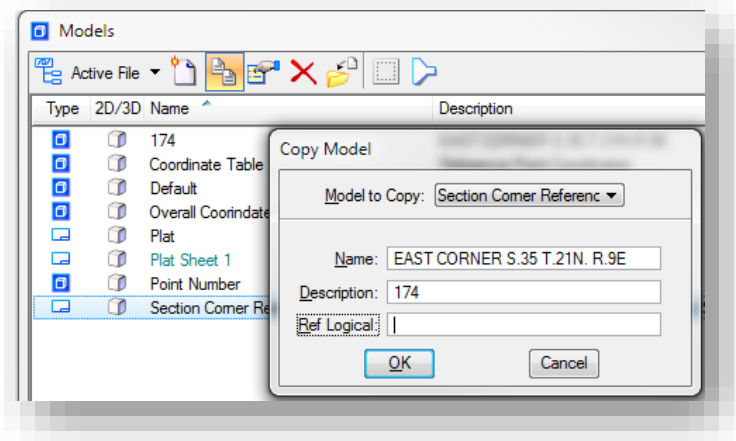 Models
Active File
Type 2D/3D Name Description
174
Coordinate Table
Default
Overall Coorindate
Plat
Plat Sheet 1
Point Number
Section Corner Re
Copy Model
Model to Copy: Section Corner Referenc
Name: EAST CORNER S.35 T.21N. R.9E
Description: 174
Ref Logical:
OK Cancel